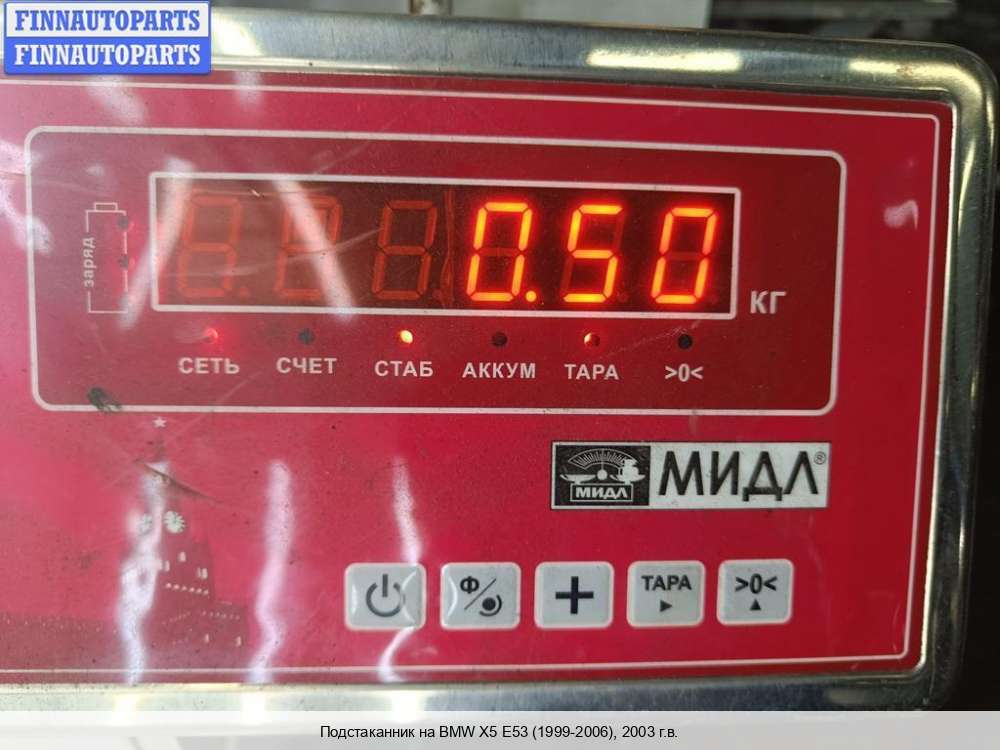 FINNAUTOPARTS
FINNAUTOPARTS
заряд
0.50
КГ
СЕТЬ СЧЕТ СТАБ АККУМ ТАРА >0<
МИДЛ МИДЛ®
Ф ТАРА >0<
Подстаканник на BMW X5 E53 (1999-2006), 2003 г.в.